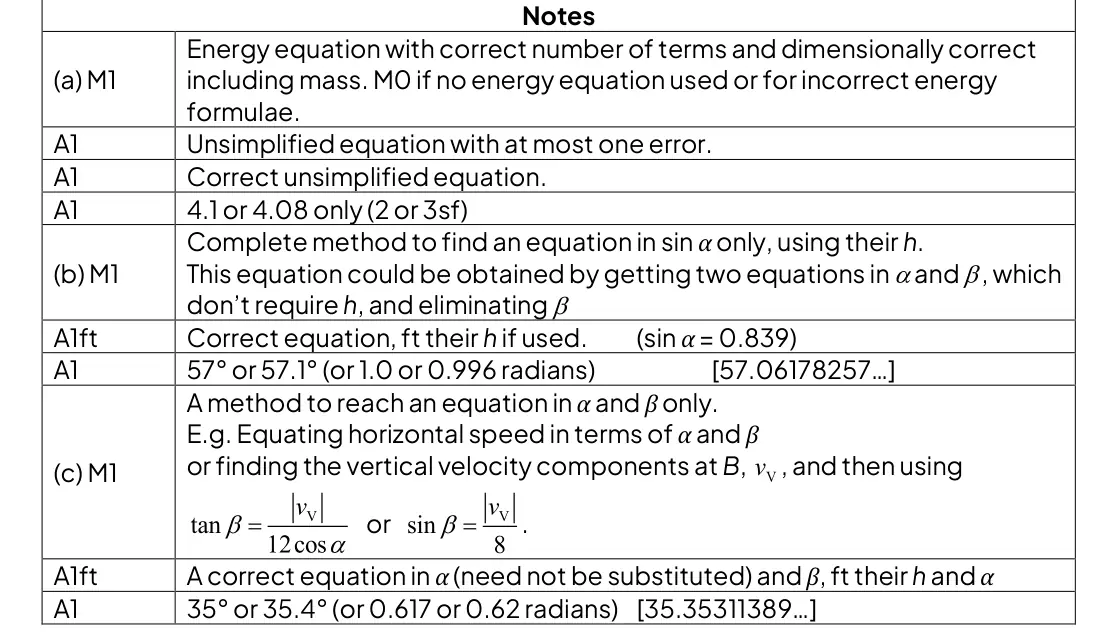 Notes
(a) M1
Energy equation with correct number of terms and dimensionally correct
including mass. M0 if no energy equation used or for incorrect energy
formulae.
A1
Unsimplified equation with at most one error.
A1
Correct unsimplified equation.
A1
4.1 or 4.08 only (2 or 3sf)
(b) M1
Complete method to find an equation in sin α only, using their h.
This equation could be obtained by getting two equations in α and β, which
don't require h, and eliminating β
A1ft
Correct equation, ft their h if used. (sin α = 0.839)
A1
57° or 57.1° (or 1.0 or 0.996 radians) [57.06178257...]
(c) M1
A method to reach an equation in α and β only.
E.g. Equating horizontal speed in terms of α and β
or finding the vertical velocity components at B, v_V, and then using
tan β = |v_V| / 12 cos α or sin β = |v_V| / 8.
A1ft
A correct equation in α (need not be substituted) and β, ft their h and α
A1
35° or 35.4° (or 0.617 or 0.62 radians) [35.35311389...]